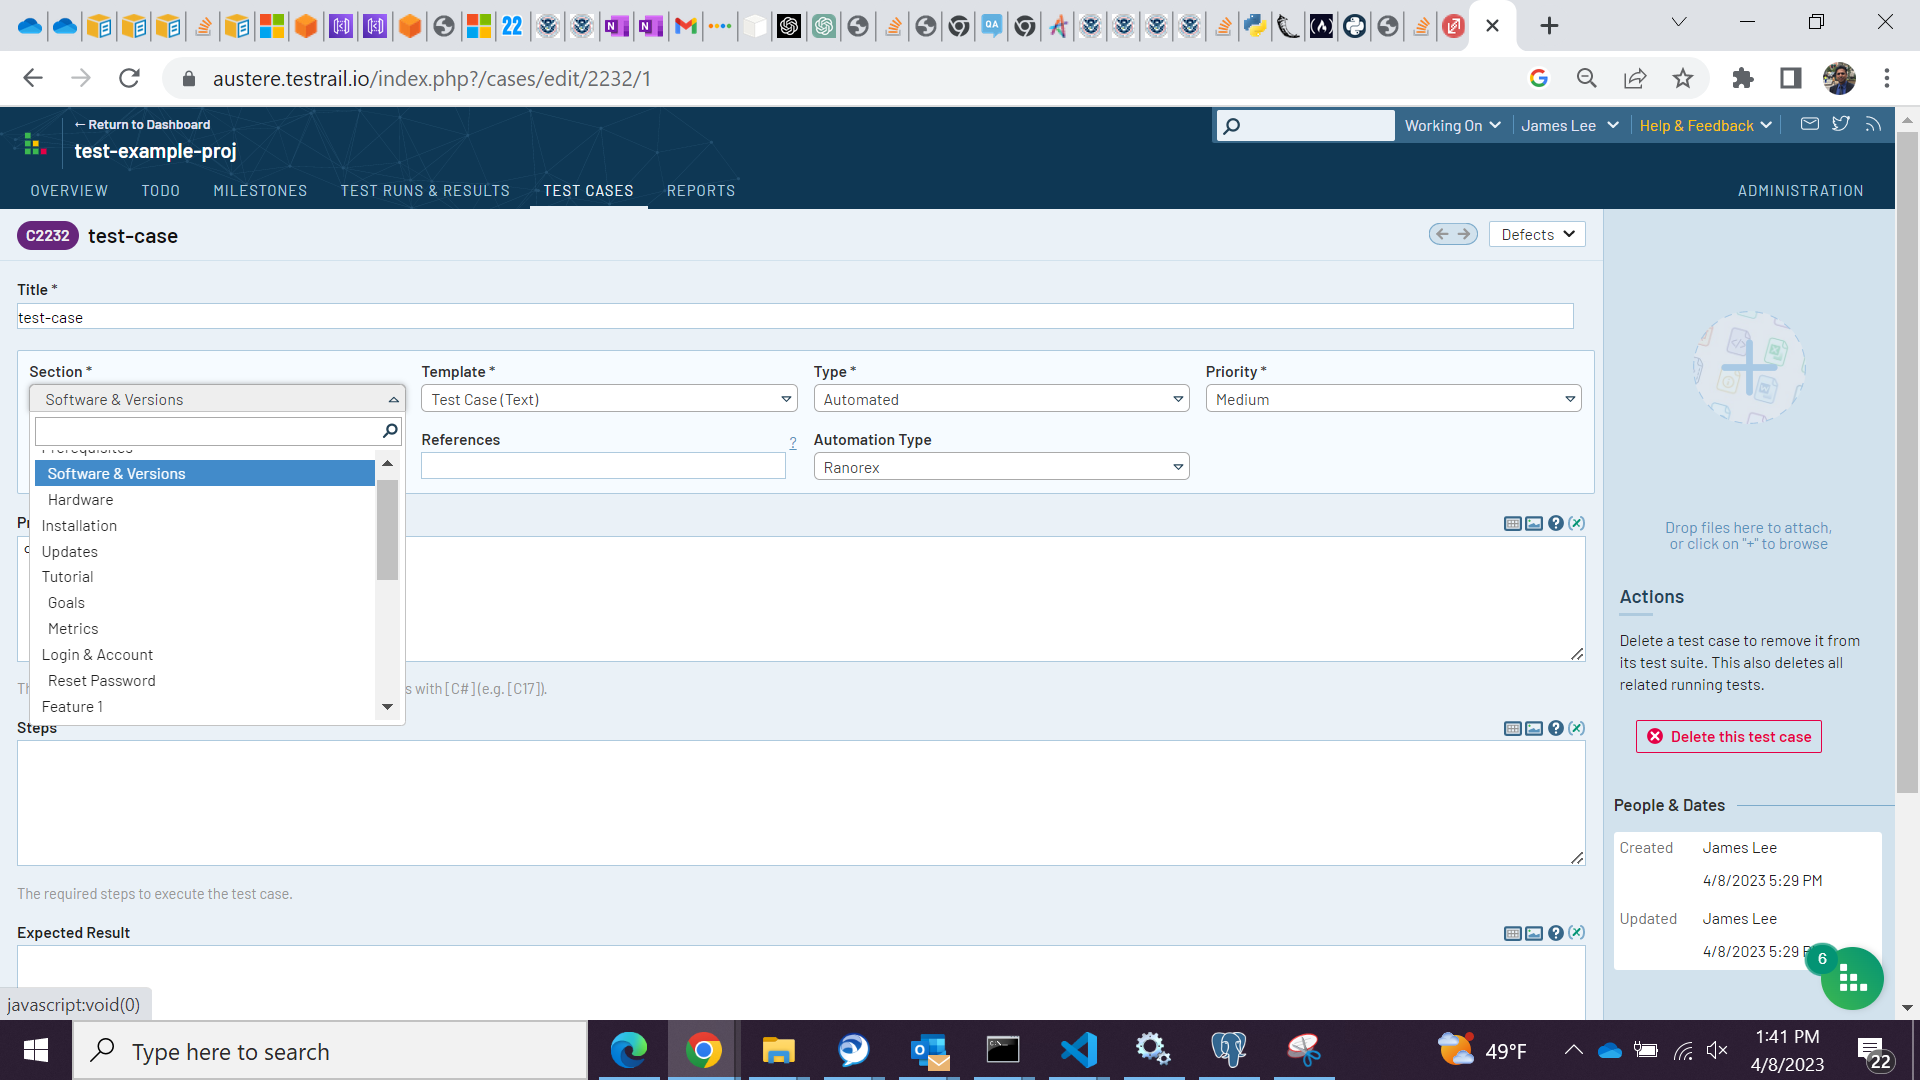 22
QA
austere.testrail.io/index.php?/cases/edit/2232/1
← Return to Dashboard
test-example-proj
Working On
James Lee
Help & Feedback
OVERVIEW
TODO
MILESTONES
TEST RUNS & RESULTS
TEST CASES
REPORTS
ADMINISTRATION
C2232
test-case
Defects
Title *
test-case
Section *
Template *
Type *
Priority *
Software & Versions
Test Case (Text)
Automated
Medium
References
?
Automation Type
Ranorex
Prerequisites
Software & Versions
Hardware
Installation
Updates
Tutorial
Goals
Metrics
Login & Account
Reset Password
Feature 1
s with [C#] (e.g. [C17]).
Steps
The required steps to execute the test case.
Expected Result
Drop files here to attach,
or click on "+" to browse
Actions
Delete a test case to remove it from
its test suite. This also deletes all
related running tests.
Delete this test case
People & Dates
Created
James Lee
4/8/2023 5:29 PM
Updated
James Lee
4/8/2023 5:29
6
javascript:void(0)
Type here to search
49°F
1:41 PM
4/8/2023
22